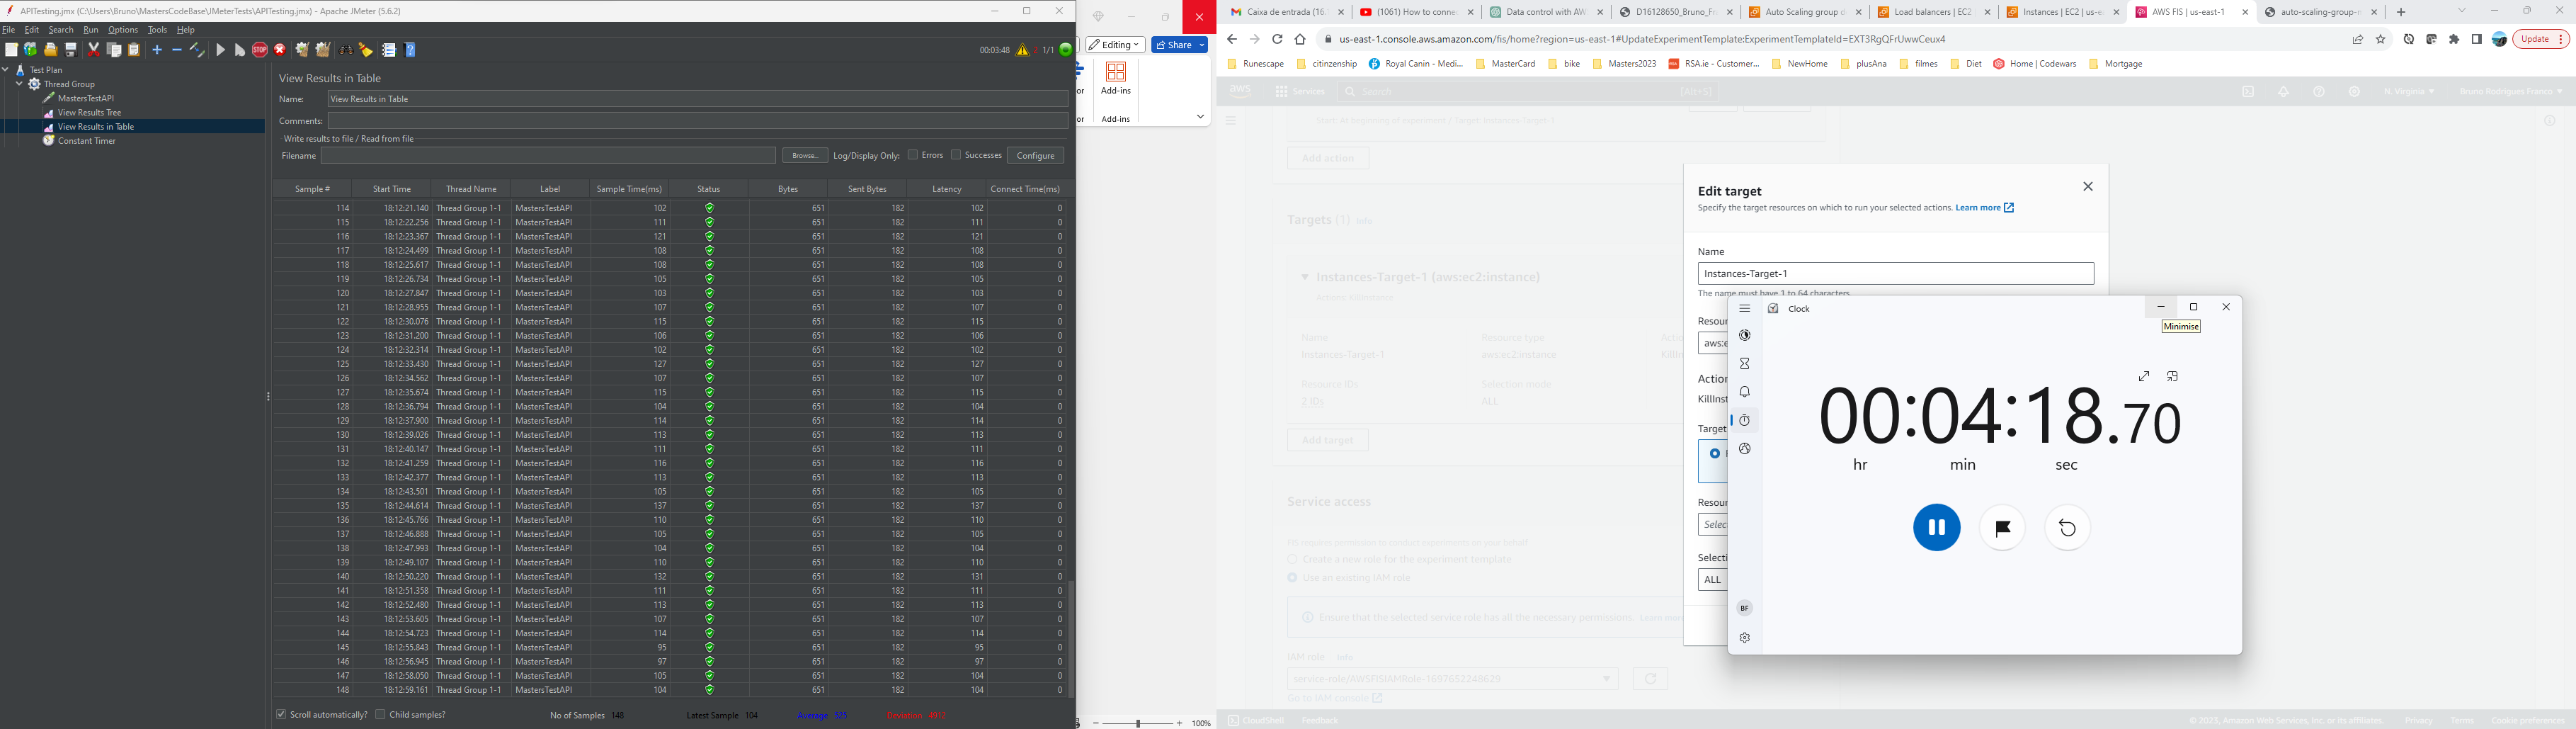 APITesting.jmx (C:\Users\Bruno\MastersCodeBase\JMeterTests\APITesting.jmx) - Apache JMeter (5.6.2)
File Edit Search Run Options Tools Help
00:03:48 2 1/1
Test Plan
Thread Group
MastersTestAPI
View Results Tree
View Results in Table
Constant Timer
View Results in Table
Name: View Results in Table
Comments:
Write results to file / Read from file
Filename Browse... Log/Display Only: Errors Successes Configure
Sample # Start Time Thread Name Label Sample Time(ms) Status Bytes Sent Bytes Latency Connect Time(ms)
114 18:12:21.140 Thread Group 1-1 MastersTestAPI 102 651 182 102 0
115 18:12:22.256 Thread Group 1-1 MastersTestAPI 111 651 182 111 0
116 18:12:23.367 Thread Group 1-1 MastersTestAPI 121 651 182 121 0
117 18:12:24.499 Thread Group 1-1 MastersTestAPI 108 651 182 108 0
118 18:12:25.617 Thread Group 1-1 MastersTestAPI 108 651 182 108 0
119 18:12:26.734 Thread Group 1-1 MastersTestAPI 105 651 182 105 0
120 18:12:27.847 Thread Group 1-1 MastersTestAPI 103 651 182 103 0
121 18:12:28.955 Thread Group 1-1 MastersTestAPI 107 651 182 107 0
122 18:12:30.076 Thread Group 1-1 MastersTestAPI 115 651 182 115 0
123 18:12:31.200 Thread Group 1-1 MastersTestAPI 106 651 182 106 0
124 18:12:32.314 Thread Group 1-1 MastersTestAPI 102 651 182 102 0
125 18:12:33.430 Thread Group 1-1 MastersTestAPI 127 651 182 127 0
126 18:12:34.562 Thread Group 1-1 MastersTestAPI 107 651 182 107 0
127 18:12:35.674 Thread Group 1-1 MastersTestAPI 115 651 182 115 0
128 18:12:36.794 Thread Group 1-1 MastersTestAPI 104 651 182 104 0
129 18:12:37.900 Thread Group 1-1 MastersTestAPI 114 651 182 114 0
130 18:12:39.026 Thread Group 1-1 MastersTestAPI 113 651 182 113 0
131 18:12:40.147 Thread Group 1-1 MastersTestAPI 111 651 182 111 0
132 18:12:41.259 Thread Group 1-1 MastersTestAPI 116 651 182 116 0
133 18:12:42.377 Thread Group 1-1 MastersTestAPI 113 651 182 113 0
134 18:12:43.501 Thread Group 1-1 MastersTestAPI 105 651 182 105 0
135 18:12:44.614 Thread Group 1-1 MastersTestAPI 137 651 182 137 0
136 18:12:45.766 Thread Group 1-1 MastersTestAPI 110 651 182 110 0
137 18:12:46.888 Thread Group 1-1 MastersTestAPI 105 651 182 105 0
138 18:12:47.993 Thread Group 1-1 MastersTestAPI 104 651 182 104 0
139 18:12:49.107 Thread Group 1-1 MastersTestAPI 110 651 182 110 0
140 18:12:50.220 Thread Group 1-1 MastersTestAPI 132 651 182 131 0
141 18:12:51.358 Thread Group 1-1 MastersTestAPI 111 651 182 111 0
142 18:12:52.480 Thread Group 1-1 MastersTestAPI 113 651 182 113 0
143 18:12:53.605 Thread Group 1-1 MastersTestAPI 107 651 182 107 0
144 18:12:54.723 Thread Group 1-1 MastersTestAPI 114 651 182 114 0
145 18:12:55.843 Thread Group 1-1 MastersTestAPI 95 651 182 95 0
146 18:12:56.945 Thread Group 1-1 MastersTestAPI 97 651 182 97 0
147 18:12:58.050 Thread Group 1-1 MastersTestAPI 105 651 182 104 0
148 18:12:59.161 Thread Group 1-1 MastersTestAPI 104 651 182 104 0
Scroll automatically? Child samples? No of Samples 148 Latest Sample 104 Average 525 Deviation 4912
Editing Share
or Add-ins
or Add-ins
100%
Caixa de entrada (16. (1061) How to conne Data control with AW D16128650_Bruno_Fr Auto Scaling group d Load balancers | EC2 Instances | EC2 | us-e AWS FIS | us-east-1 auto-scaling-group-n
us-east-1.console.aws.amazon.com/fis/home?region=us-east-1#UpdateExperimentTemplate:ExperimentTemplateId=EXT3RgQFrUwwCeux4 Update
Runescape citinzenship Royal Canin - Medi... MasterCard bike Masters2023 RSA.ie - Customer... NewHome plusAna filmes Diet Home | Codewars Mortgage
aws Services Search [Alt+S] N. Virginia Bruno Rodrigues Franco
Start: At beginning of experiment / Target: Instances-Target-1
Add action
Targets (1) Info
Instances-Target-1 (aws:ec2:instance)
Actions: KillInstance
Name Resource type Actio
Instances-Target-1 aws:ec2:instance KillIn
Resource IDs Selection mode
2 IDs ALL
Add target
Service access
FIS requires permission to conduct experiments on your behalf
Create a new role for the experiment template
Use an existing IAM role
Ensure that the selected service role has all the necessary permissions. Learn more
IAM role Info
service-role/AWSFISIAMRole-1697652248629
Go to IAM console
CloudShell Feedback © 2023, Amazon Web Services, Inc. or its affiliates. Privacy Terms Cookie preferences
Edit target
Specify the target resources on which to run your selected actions. Learn more
Name
Instances-Target-1
The name must have 1 to 64 characters.
Resour
aws:e
Action
KillInst
Target
Resour
Selec
Selecti
ALL
Clock
Minimise
00:04:18.70
hr min sec
BF